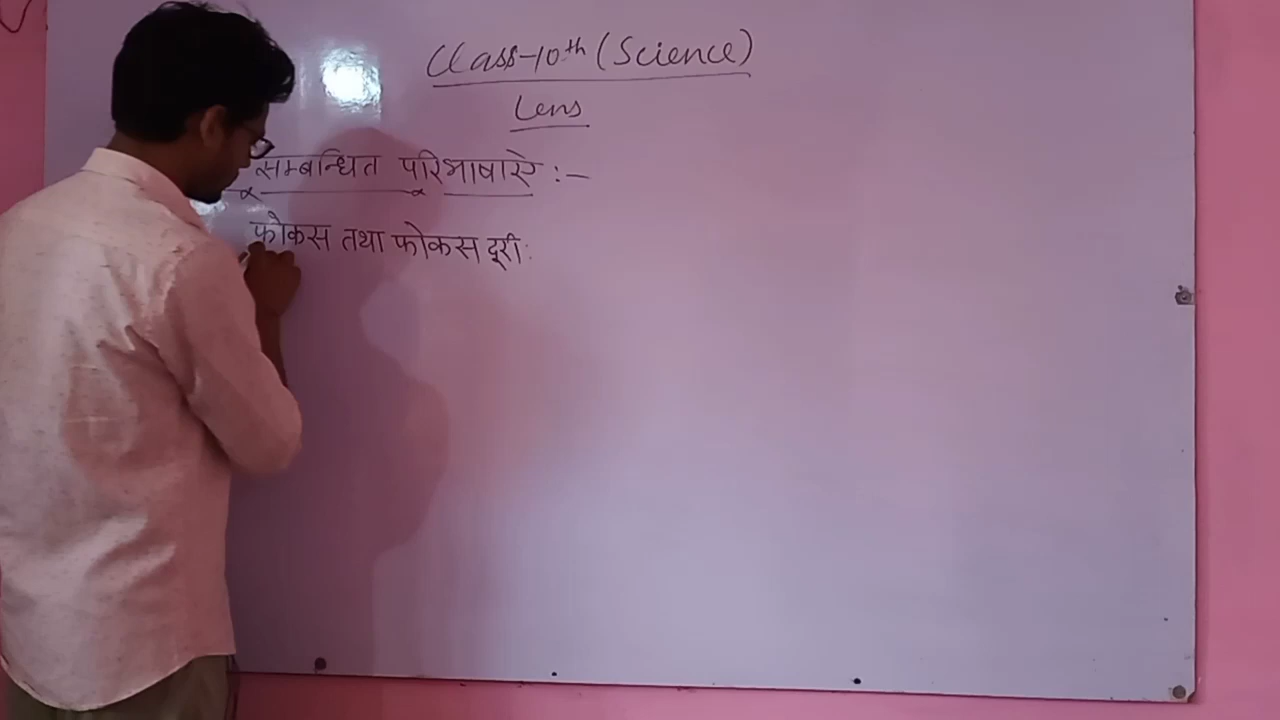 Class-10th (Science)
Lens
सम्बन्धित परिभाषाऐ :-
फोकस तथा फोकस दूरी: